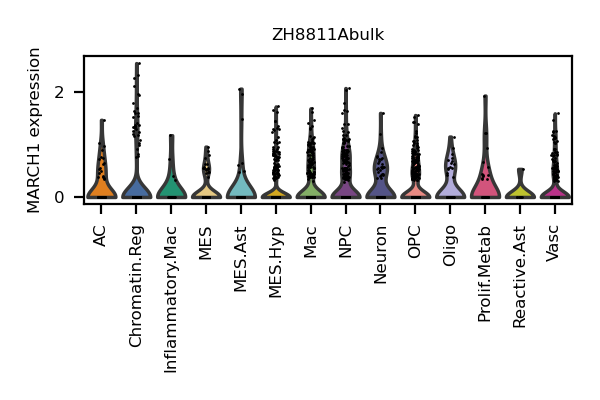 ZH8811Abulk
MARCH1 expression
2
0
AC
Chromatin.Reg
Inflammatory.Mac
MES
MES.Ast
MES.Hyp
Mac
NPC
Neuron
OPC
Oligo
Prolif.Metab
Reactive.Ast
Vasc